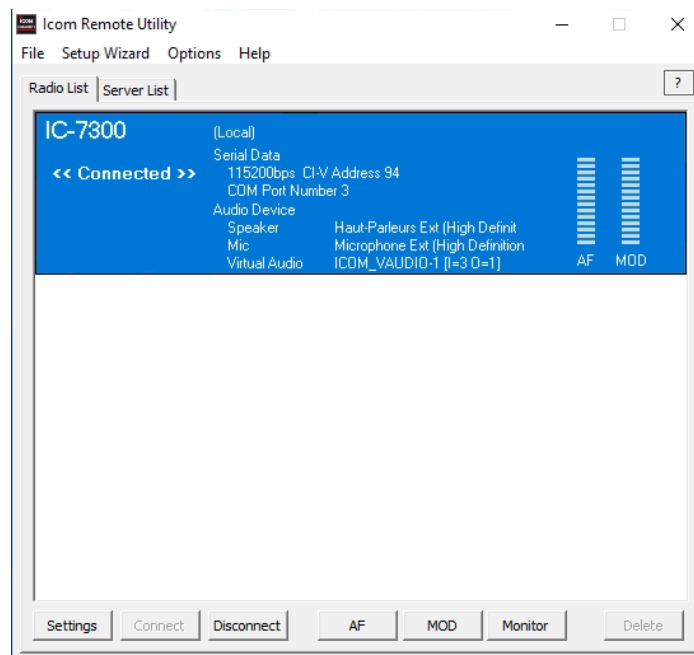 Icom Remote Utility
File Setup Wizard Options Help
Radio List Server List ?
IC-7300 (Local)
<< Connected >>
Serial Data
115200bps CI-V Address 94
COM Port Number 3
Audio Device
Speaker Haut-Parleurs Ext (High Definit
Mic Microphone Ext (High Definition
Virtual Audio ICOM_VAUDIO-1 [I=3 O=1]
AF MOD
Settings Connect Disconnect AF MOD Monitor Delete